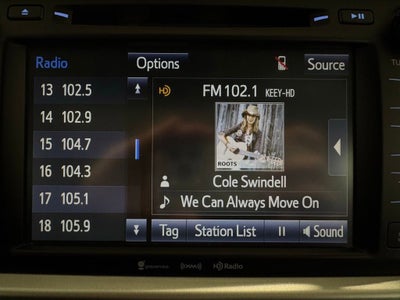 Radio
Options
Source
13 102.5
14 102.9
15 104.7
16 104.3
17 105.1
18 105.9
HD FM 102.1 KEEY-HD
ROOTS
Cole Swindell
We Can Always Move On
Tag
Station List
Sound
HD Radio